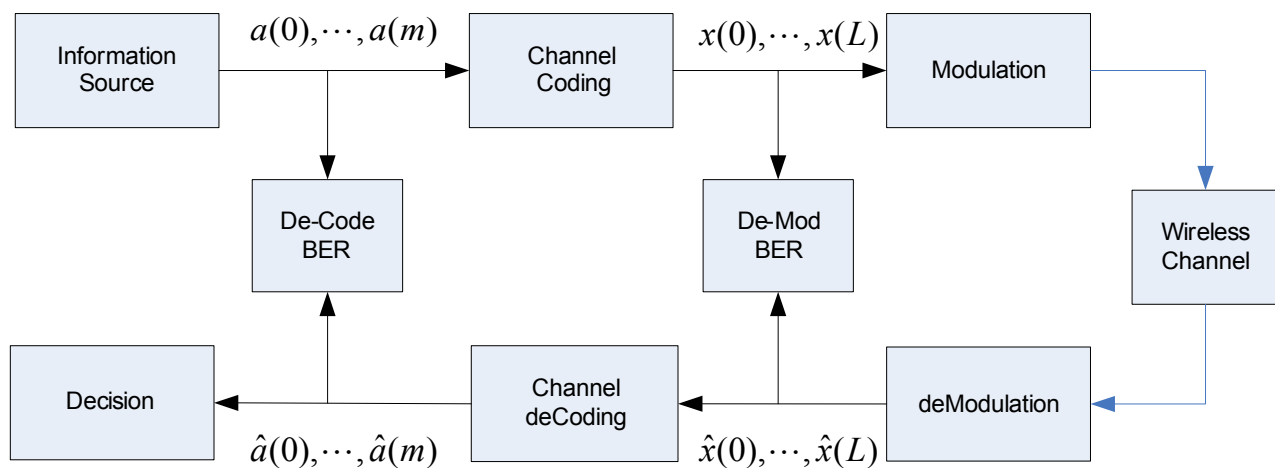 Information
Source
a(0),⋯,a(m)
Channel
Coding
x(0),⋯,x(L)
Modulation
De-Code
BER
De-Mod
BER
Wireless
Channel
Decision
â(0),⋯,â(m)
Channel
deCoding
x̂(0),⋯,x̂(L)
deModulation